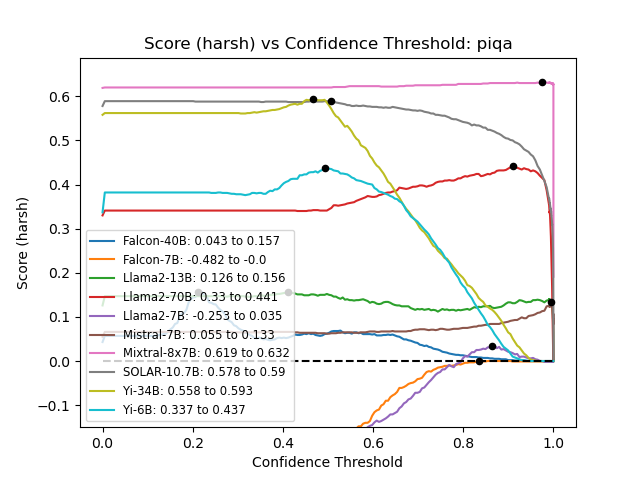 Score (harsh) vs Confidence Threshold: piqa
Score (harsh)
0.6
0.5
0.4
0.3
0.2
0.1
0.0
−0.1
Falcon-40B: 0.043 to 0.157
Falcon-7B: -0.482 to -0.0
Llama2-13B: 0.126 to 0.156
Llama2-70B: 0.33 to 0.441
Llama2-7B: -0.253 to 0.035
Mistral-7B: 0.055 to 0.133
Mixtral-8x7B: 0.619 to 0.632
SOLAR-10.7B: 0.578 to 0.59
Yi-34B: 0.558 to 0.593
Yi-6B: 0.337 to 0.437
0.0 0.2 0.4 0.6 0.8 1.0
Confidence Threshold